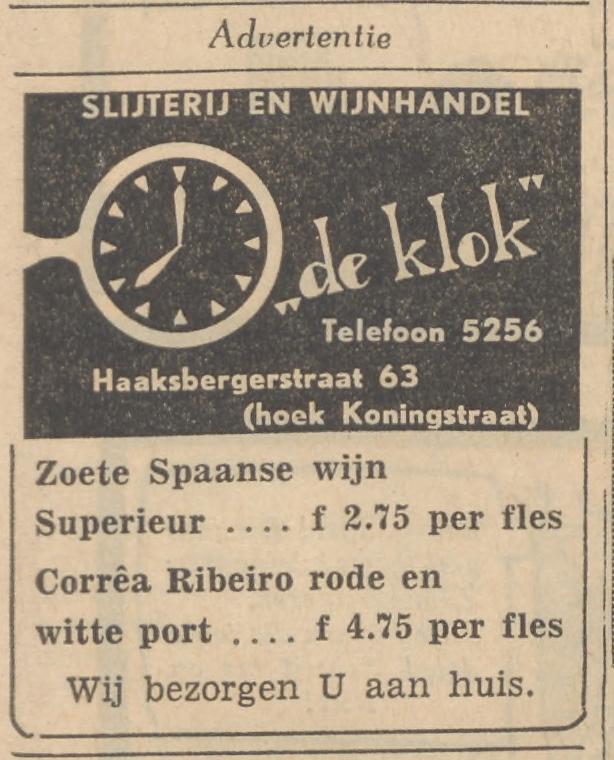 Advertentie
SLIJTERIJ EN WIJNHANDEL
„de klok"
Telefoon 5256
Haaksbergerstraat 63
(hoek Koningstraat)
Zoete Spaanse wijn
Superieur .... f 2.75 per fles
Corrêa Ribeiro rode en
witte port .... f 4.75 per fles
Wij bezorgen U aan huis.